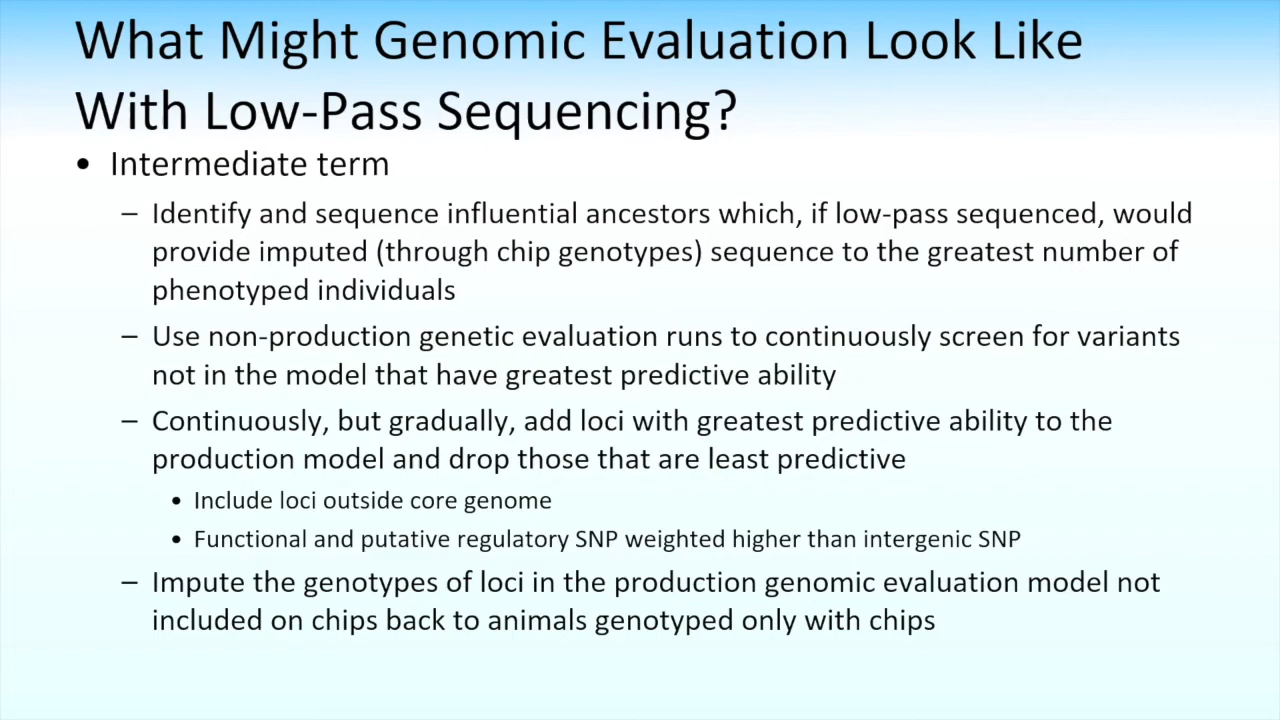 What Might Genomic Evaluation Look Like
With Low-Pass Sequencing?
• Intermediate term
– Identify and sequence influential ancestors which, if low-pass sequenced, would
provide imputed (through chip genotypes) sequence to the greatest number of
phenotyped individuals
– Use non-production genetic evaluation runs to continuously screen for variants
not in the model that have greatest predictive ability
– Continuously, but gradually, add loci with greatest predictive ability to the
production model and drop those that are least predictive
• Include loci outside core genome
• Functional and putative regulatory SNP weighted higher than intergenic SNP
– Impute the genotypes of loci in the production genomic evaluation model not
included on chips back to animals genotyped only with chips